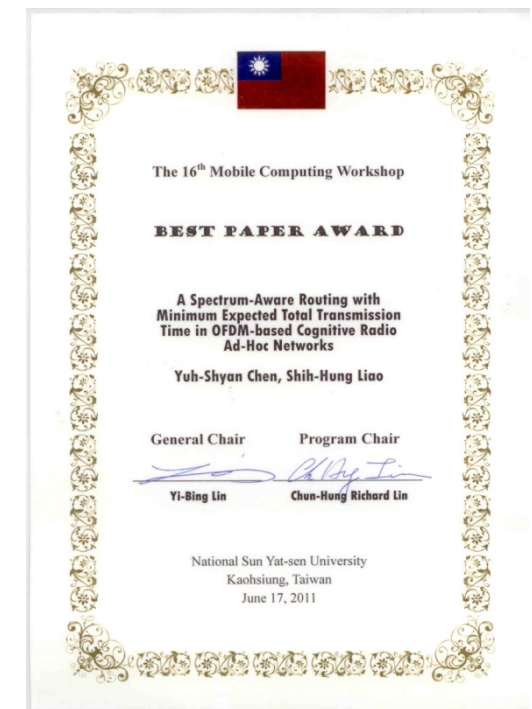 The 16th Mobile Computing Workshop
BEST PAPER AWARD
A Spectrum-Aware Routing with
Minimum Expected Total Transmission
Time in OFDM-based Cognitive Radio
Ad-Hoc Networks
Yuh-Shyan Chen, Shih-Hung Liao
General Chair Program Chair
Yi-Bing Lin Chun-Hung Richard Lin
National Sun Yat-sen University
Kaohsiung, Taiwan
June 17, 2011